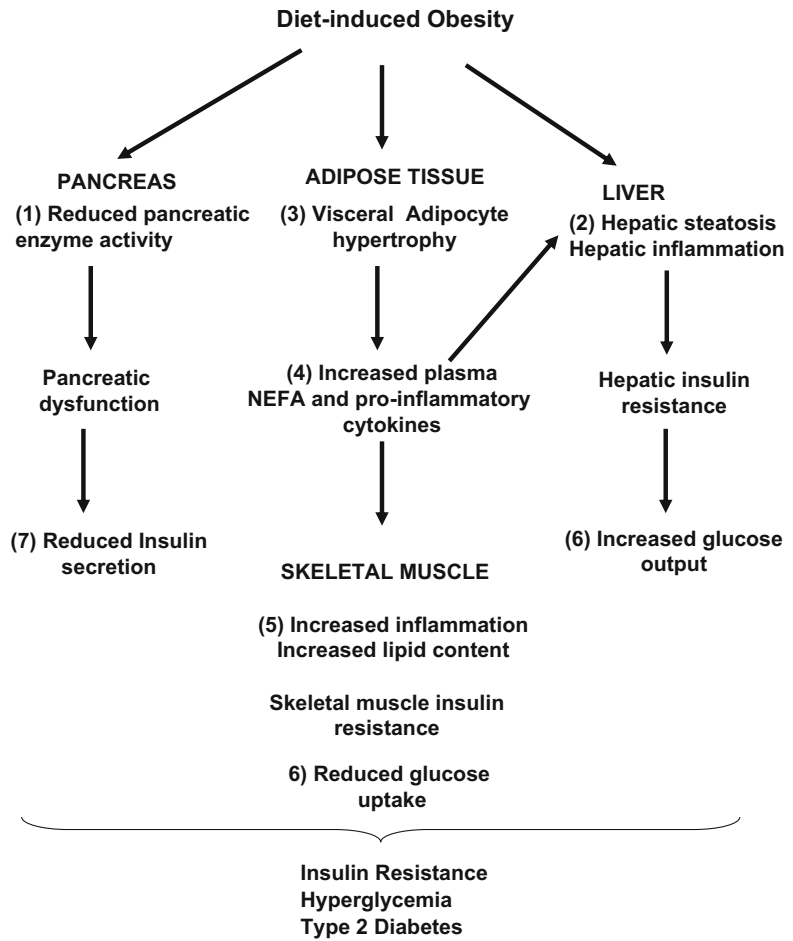 Diet-induced Obesity
PANCREAS
(1) Reduced pancreatic
enzyme activity
Pancreatic
dysfunction
(7) Reduced Insulin
secretion
ADIPOSE TISSUE
(3) Visceral Adipocyte
hypertrophy
(4) Increased plasma
NEFA and pro-inflammatory
cytokines
SKELETAL MUSCLE
(5) Increased inflammation
Increased lipid content
Skeletal muscle insulin
resistance
6) Reduced glucose
uptake
LIVER
(2) Hepatic steatosis
Hepatic inflammation
Hepatic insulin
resistance
(6) Increased glucose
output
Insulin Resistance
Hyperglycemia
Type 2 Diabetes